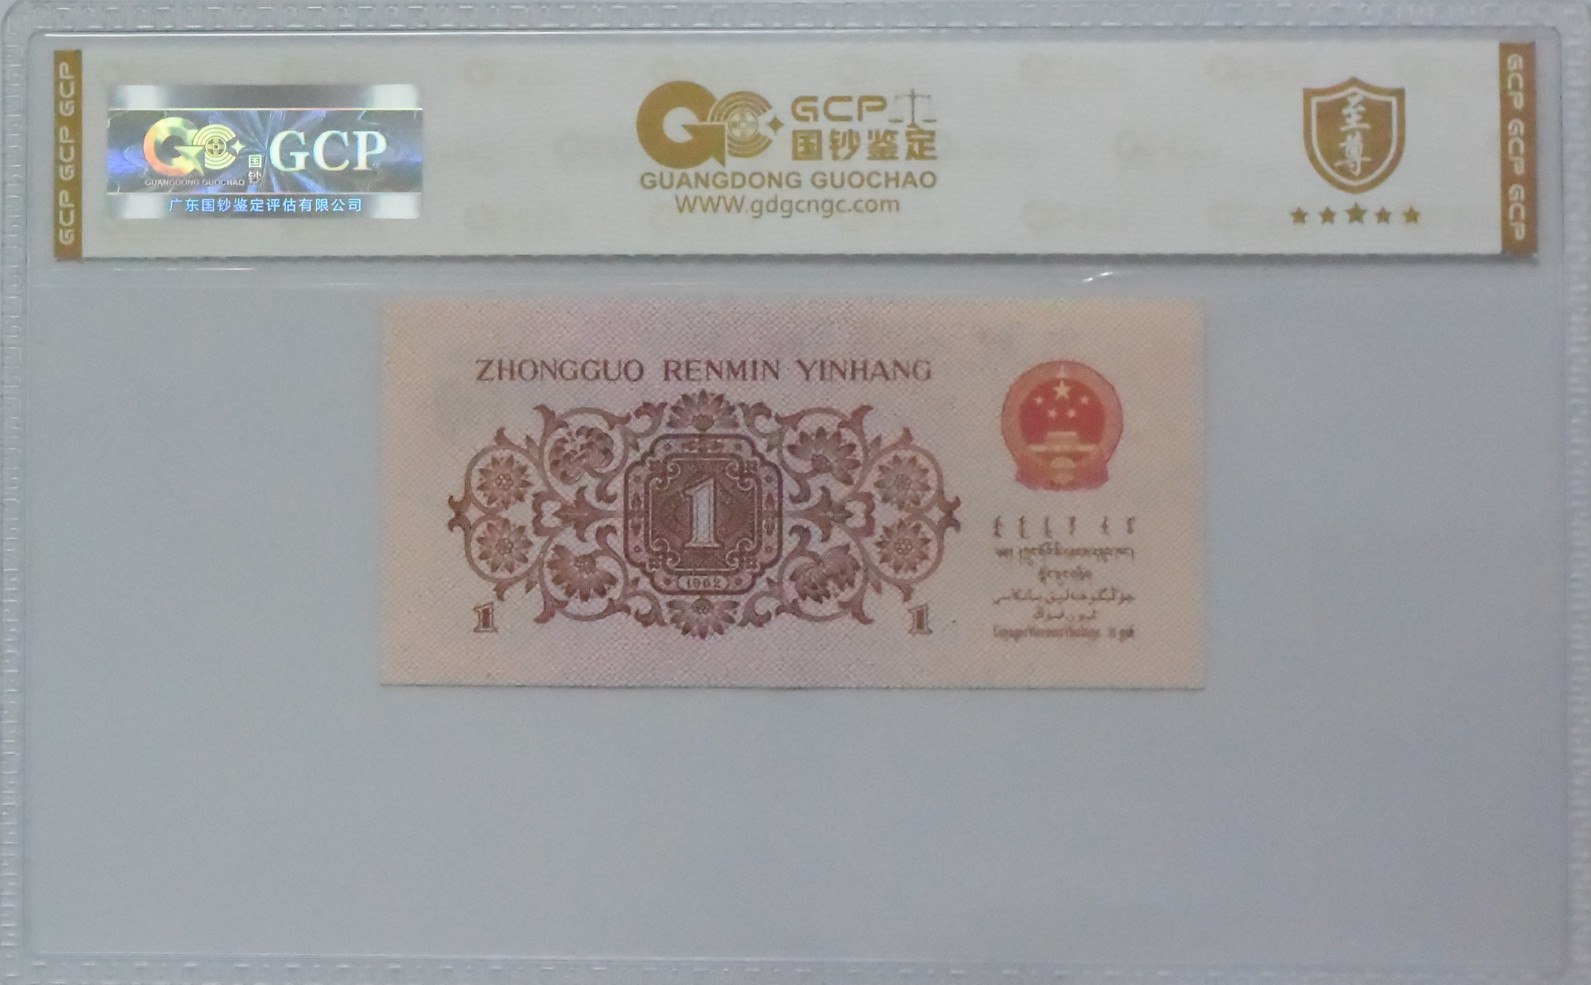 GCP GCP GCP
GC 国钞 GCP
GUANGDONG GUOCHAO
广东国钞鉴定评估有限公司
GCP
国钞鉴定
GUANGDONG GUOCHAO
WWW.gdgcngc.com
至尊
GCP GCP GCP
ZHONGGUO RENMIN YINHANG
1
1962
1 1